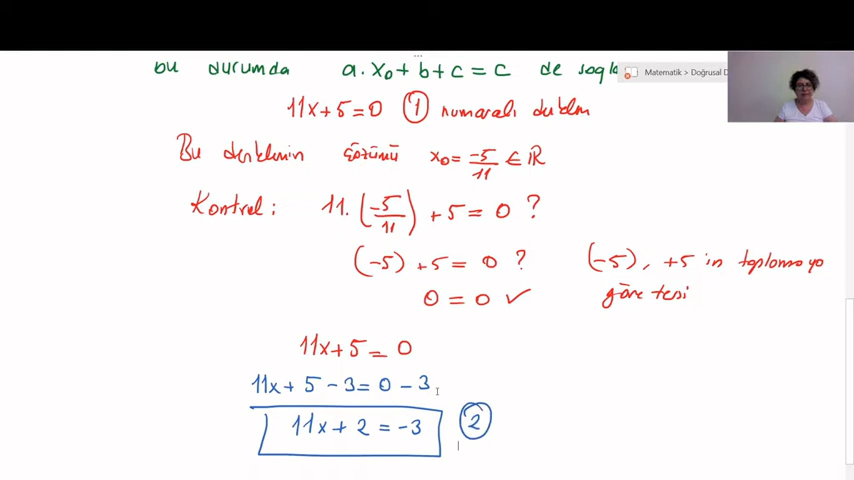 bu durumda a. x₀ + b + c = c de sağla
Matematik > Doğrusal D
11x + 5 = 0 ① numaralı denklem
Bu denklemin çözümü x₀ = -5/11 ∈ ℝ
Kontrol: 11. (-5/11) + 5 = 0 ?
(-5) + 5 = 0 ? (-5), +5 in toplamaya
0 = 0 ✓ göre tersi
11x + 5 = 0
11x + 5 - 3 = 0 - 3
11x + 2 = -3 ②